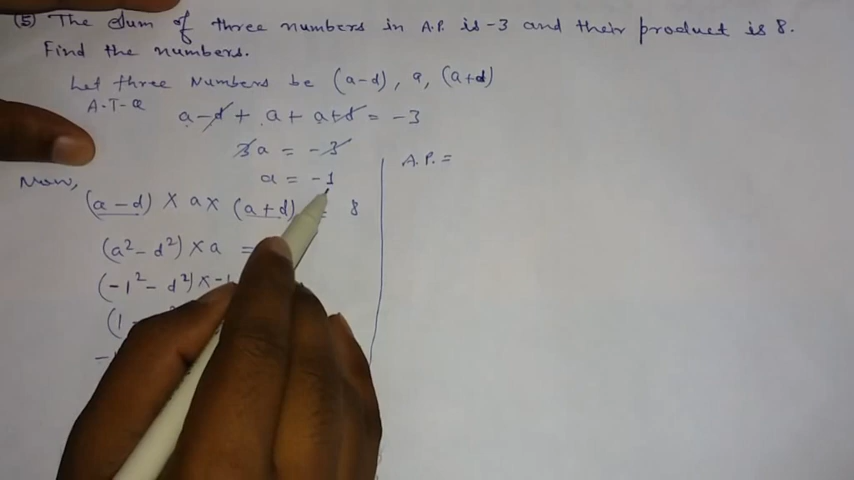 (5) The Sum of three numbers in A.P. is -3 and their product is 8.
Find the numbers.
Let three Numbers be (a-d), a, (a+d)
A.T-Q
a-d + a + a+d = -3
3a = -3
a = -1
Now,
(a-d) × a × (a+d) = 8
(a²-d²) × a =
(-1²-d²) × -1
(1 -
A.P. =